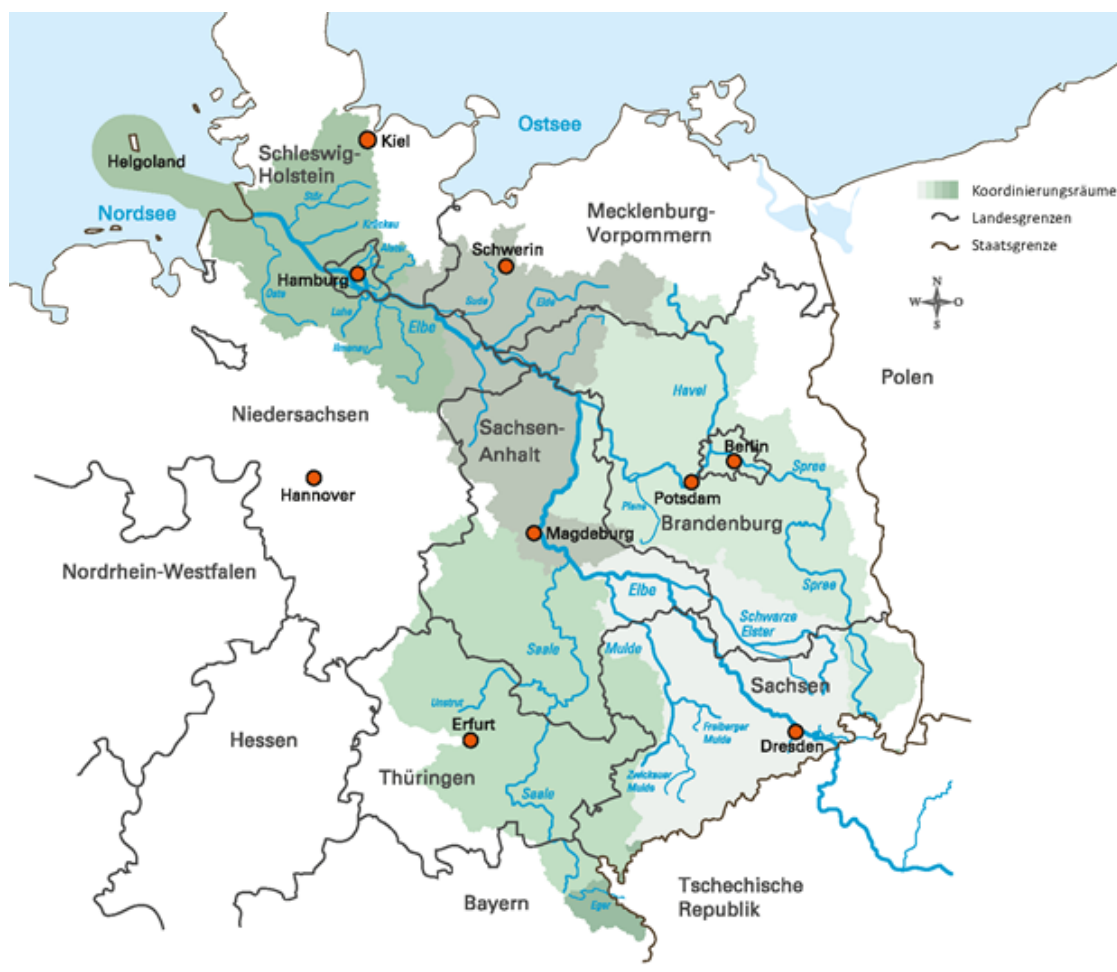 Ostsee
Kiel
Helgoland
Schleswig-
Holstein
Stör
Nordsee
Krückau
Mecklenburg-
Vorpommern
Koordinierungsräume
Landesgrenzen
Staatsgrenze
Alster
Schwerin
Hamburg
Oste
Sude
Elde
N
W
O
S
Luhe
Elbe
Ilmenau
Polen
Havel
Niedersachsen
Sachsen-
Anhalt
Berlin
Spree
Hannover
Potsdam
Plane
Brandenburg
Magdeburg
Nordrhein-Westfalen
Elbe
Spree
Schwarze
Elster
Saale
Mulde
Sachsen
Unstrut
Erfurt
Freiberger
Mulde
Dresden
Hessen
Thüringen
Zwickauer
Mulde
Saale
Tschechische
Republik
Bayern
Eger